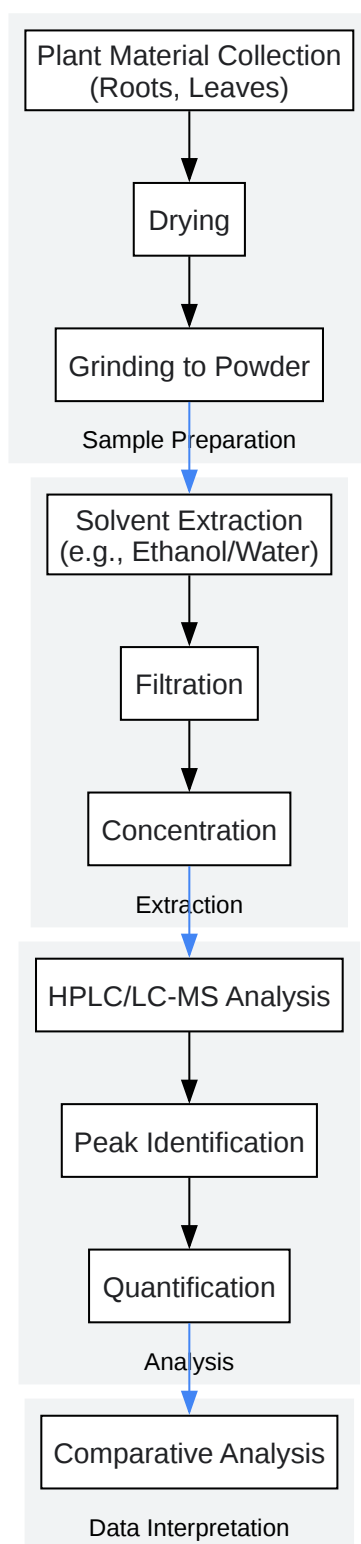 Plant Material Collection
(Roots, Leaves)
Drying
Grinding to Powder
Sample Preparation
Solvent Extraction
(e.g., Ethanol/Water)
Filtration
Concentration
Extraction
HPLC/LC-MS Analysis
Peak Identification
Quantification
Analysis
Comparative Analysis
Data Interpretation